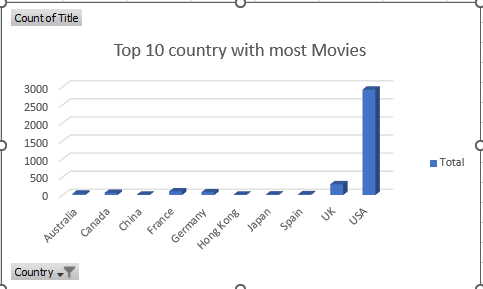 Count of Title
Top 10 country with most Movies
3000
2500
2000
1500
1000
500
0
Australia
Canada
China
France
Germany
Hong Kong
Japan
Spain
UK
USA
Total
Country